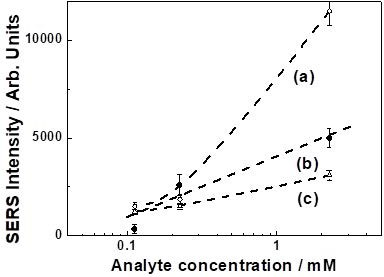 SERS Intensity / Arb. Units
10000
5000
0
(a)
(b)
(c)
0.1
1
Analyte concentration / mM